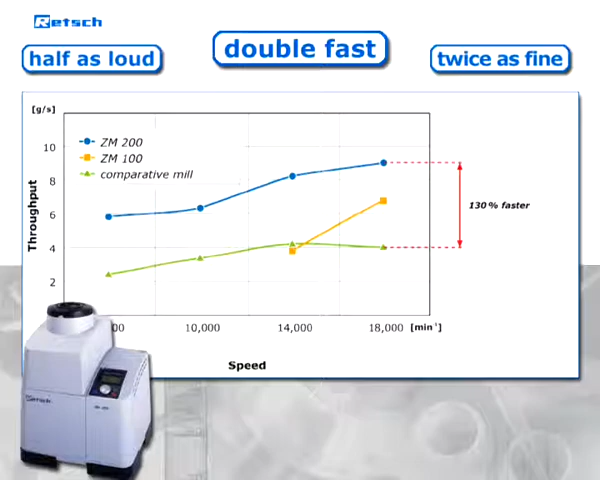 Retsch
half as loud
double fast
twice as fine
[g/s]
10
8
6
4
2
Throughput
ZM 200
ZM 100
comparative mill
130 % faster
00 10,000 14,000 18,000 [min⁻¹]
Speed
Retsch